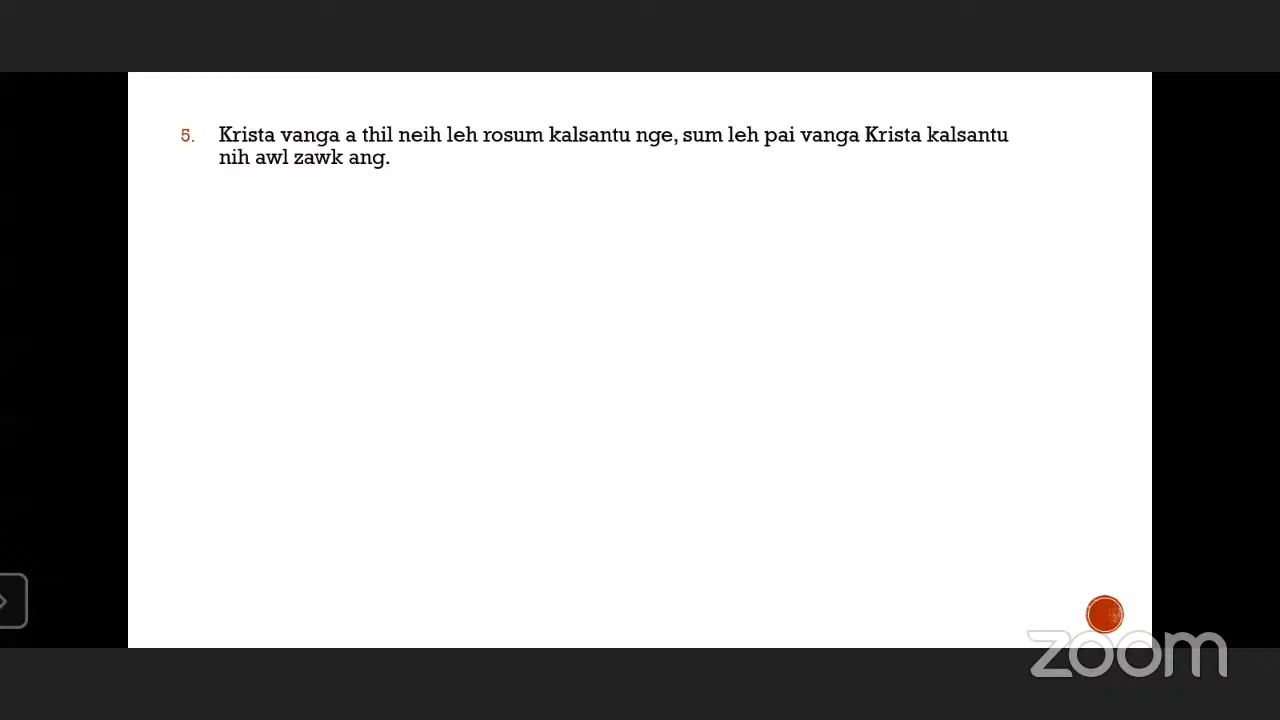 5. Krista vanga a thil neih leh rosum kalsantu nge, sum leh pai vanga Krista kalsantu
nih awl zawk ang.
zoom